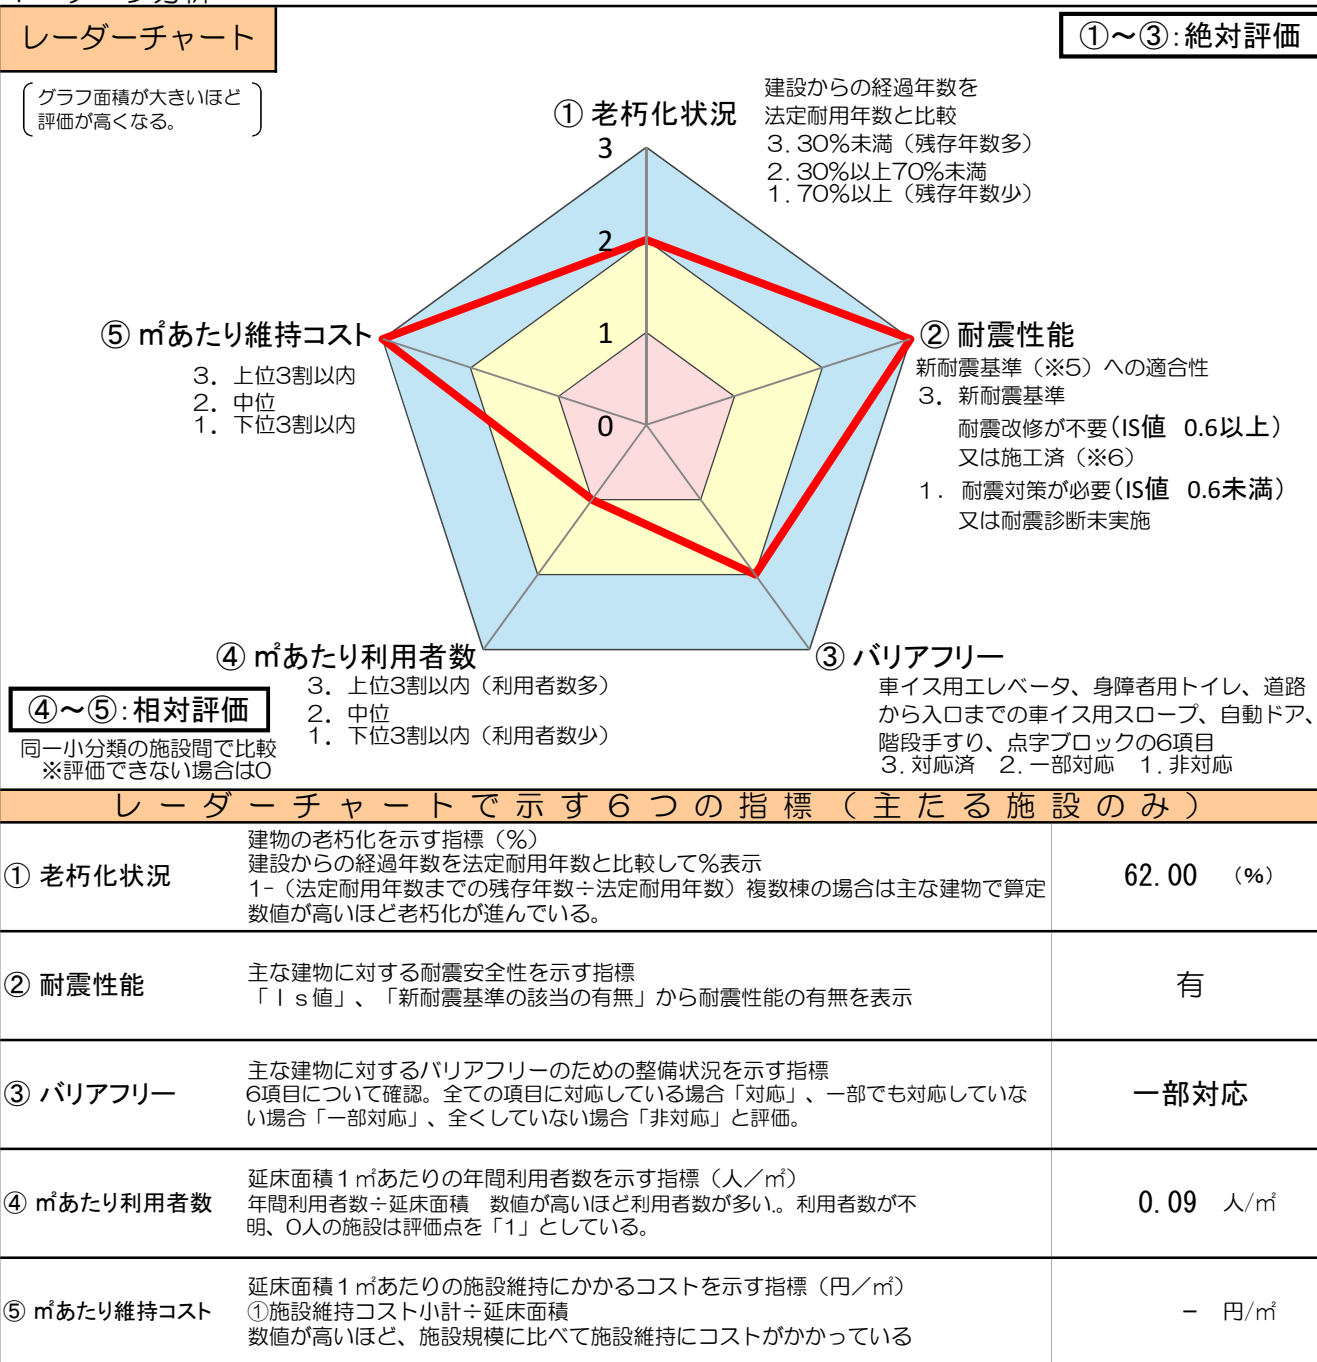 レーダーチャート
①～③:絶対評価
グラフ面積が大きいほど
評価が高くなる。
① 老朽化状況
建設からの経過年数を
法定耐用年数と比較
３．30%未満（残存年数多）
２．30%以上70%未満
１．70%以上（残存年数少）
3
2
1
0
⑤ ㎡あたり維持コスト
３．上位3割以内
２．中位
１．下位3割以内
② 耐震性能
新耐震基準（※5）への適合性
３．新耐震基準
耐震改修が不要(IS値 0.6以上)
又は施工済（※6）
１．耐震対策が必要(IS値 0.6未満)
又は耐震診断未実施
④ ㎡あたり利用者数
３．上位3割以内（利用者数多）
２．中位
１．下位3割以内（利用者数少）
③ バリアフリー
車イス用エレベータ、身障者用トイレ、道路
から入口までの車イス用スロープ、自動ドア、
階段手すり、点字ブロックの6項目
３．対応済　２．一部対応　１．非対応
④～⑤:相対評価
同一小分類の施設間で比較
※評価できない場合は0
レーダーチャートで示す６つの指標（主たる施設のみ）
① 老朽化状況
建物の老朽化を示す指標（%）
建設からの経過年数を法定耐用年数と比較して%表示
1-（法定耐用年数までの残存年数÷法定耐用年数）複数棟の場合は主な建物で算定
数値が高いほど老朽化が進んでいる。
62.00 （%）
② 耐震性能
主な建物に対する耐震安全性を示す指標
「Ｉｓ値」、「新耐震基準の該当の有無」から耐震性能の有無を表示
有
③ バリアフリー
主な建物に対するバリアフリーのための整備状況を示す指標
6項目について確認。全ての項目に対応している場合「対応」、一部でも対応していな
い場合「一部対応」、全くしていない場合「非対応」と評価。
一部対応
④ ㎡あたり利用者数
延床面積１㎡あたりの年間利用者数を示す指標（人／㎡）
年間利用者数÷延床面積　数値が高いほど利用者数が多い。利用者数が不
明、0人の施設は評価点を「1」としている。
0.09 人/㎡
⑤ ㎡あたり維持コスト
延床面積１㎡あたりの施設維持にかかるコストを示す指標（円／㎡）
①施設維持コスト小計÷延床面積
数値が高いほど、施設規模に比べて施設維持にコストがかかっている
－ 円/㎡